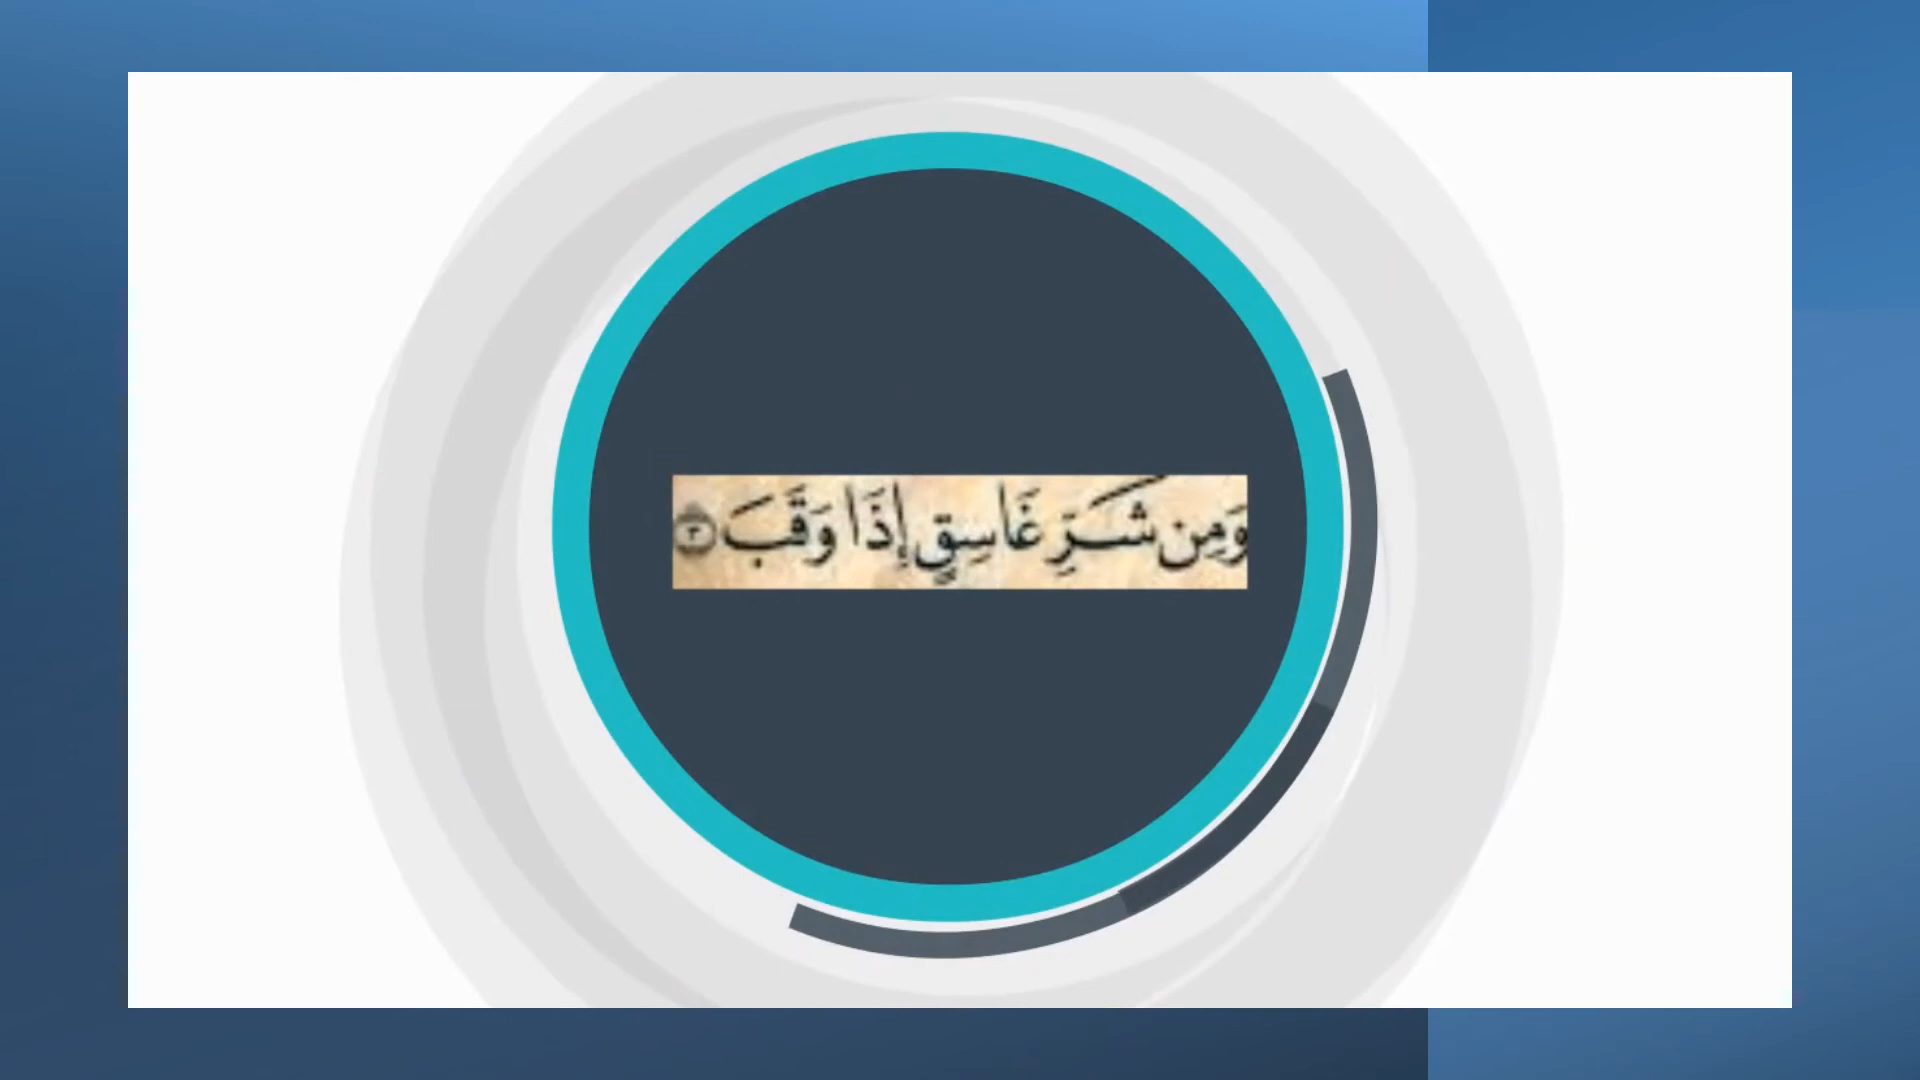 وَمِن شَرِّ غَاسِقٍ إِذَا وَقَبَ ۝٣